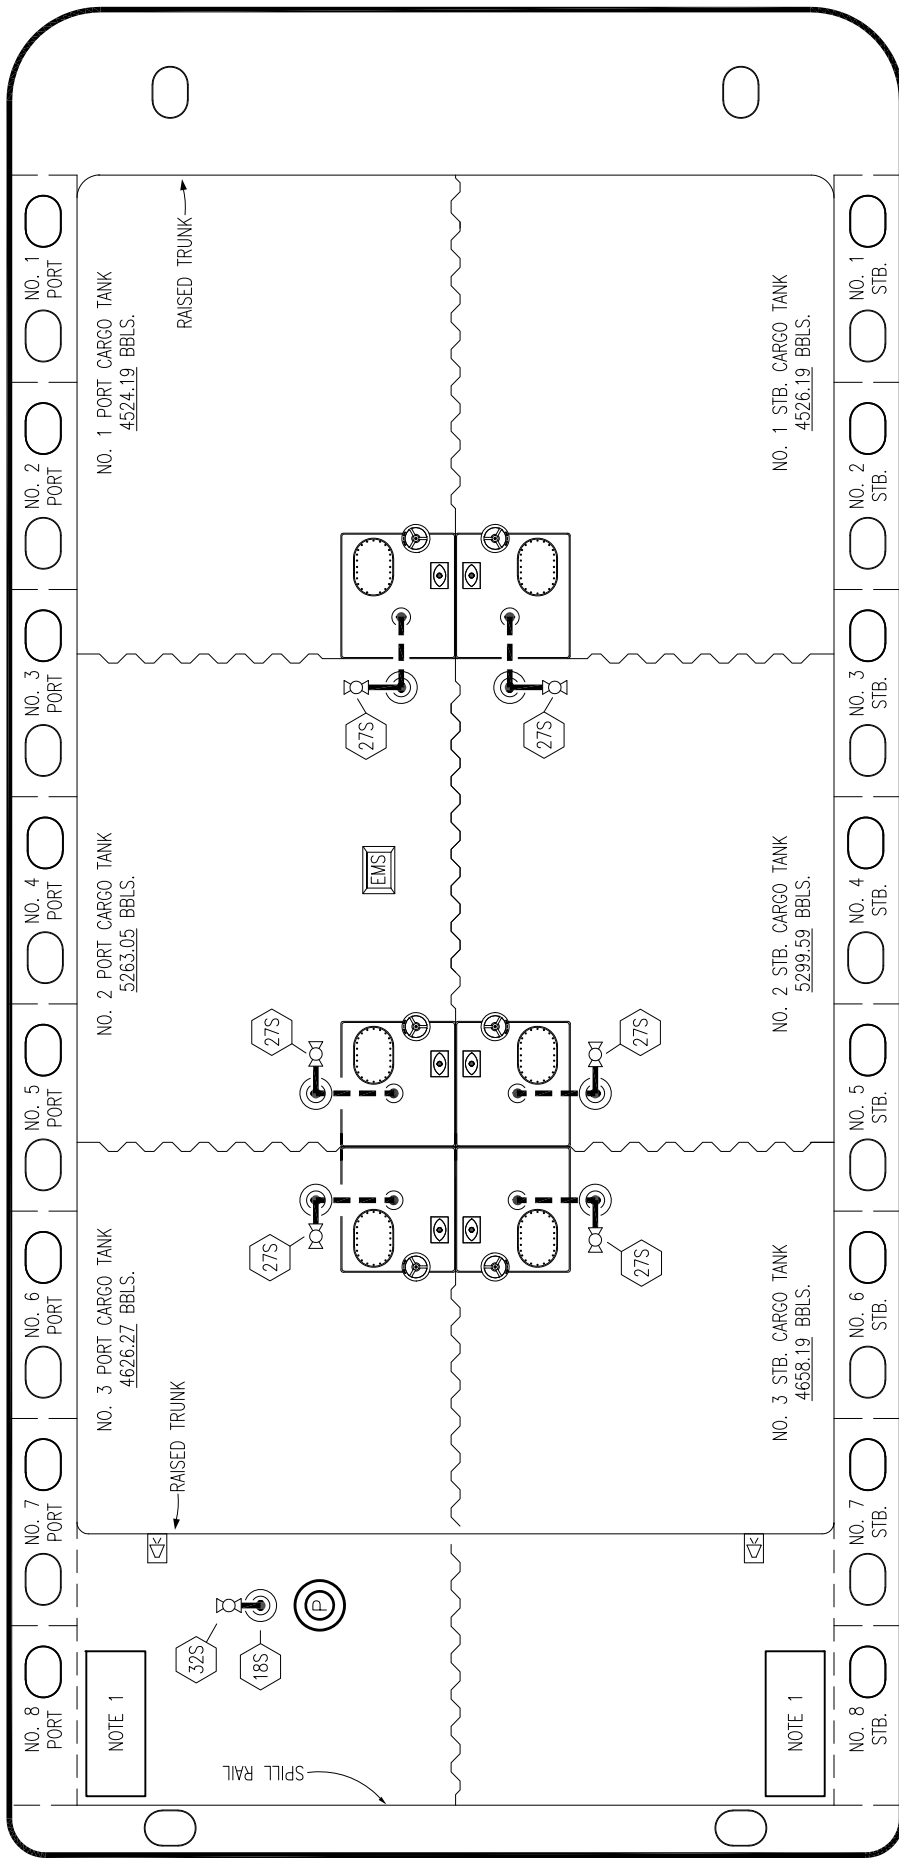 RAISED TRUNK
NO. 1
PORT
NO. 1 PORT CARGO TANK
4524.19 BBLS.
NO. 1 STB. CARGO TANK
4526.19 BBLS.
NO. 1
STB.
NO. 2
PORT
NO. 2
STB.
NO. 3
PORT
27S
27S
NO. 3
STB.
NO. 4
PORT
NO. 2 PORT CARGO TANK
5263.05 BBLS.
EMS
NO. 2 STB. CARGO TANK
5299.59 BBLS.
NO. 4
STB.
27S
27S
NO. 5
PORT
NO. 5
STB.
27S
27S
NO. 6
PORT
NO. 3 PORT CARGO TANK
4626.27 BBLS.
NO. 3 STB. CARGO TANK
4658.19 BBLS.
NO. 6
STB.
RAISED TRUNK
NO. 7
PORT
NO. 7
STB.
P
32S
18S
NO. 8
PORT
NOTE 1
NOTE 1
NO. 8
STB.
SPILL RAIL